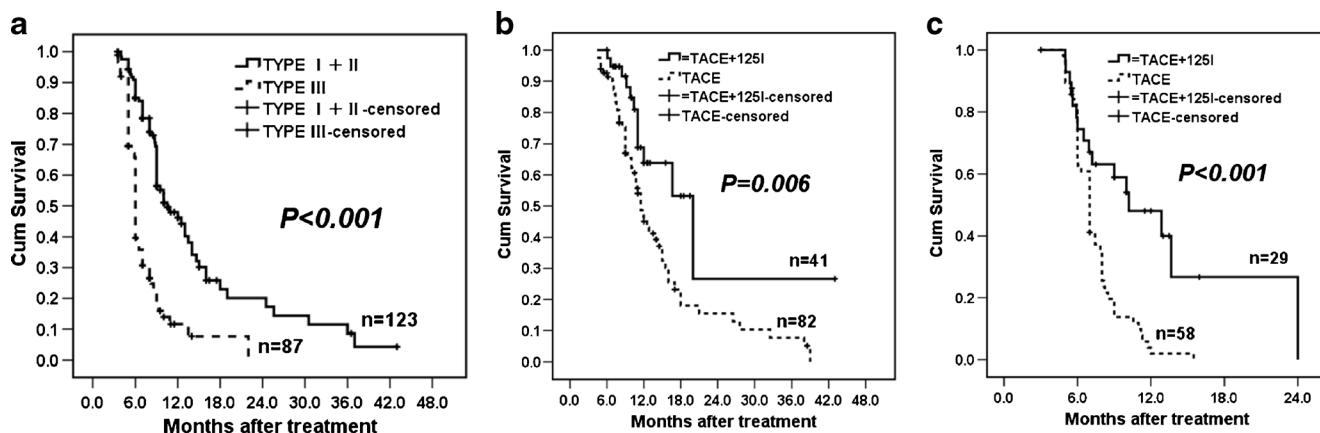 a
Cum Survival
1.0
0.9
0.8
0.7
0.6
0.5
0.4
0.3
0.2
0.1
0.0
TYPE I + II
TYPE III
TYPE I + II-censored
TYPE III-censored
P<0.001
n=123
n=87
0.0 6.0 12.0 18.0 24.0 30.0 36.0 42.0 48.0
Months after treatment
b
Cum Survival
1.0
0.9
0.8
0.7
0.6
0.5
0.4
0.3
0.2
0.1
0.0
=TACE+125I
TACE
=TACE+125I-censored
TACE-censored
P=0.006
n=41
n=82
0.0 6.0 12.0 18.0 24.0 30.0 36.0 42.0 48.0
Months after treatment
c
Cum Survival
1.0
0.8
0.6
0.4
0.2
0.0
=TACE+125I
TACE
=TACE+125I-censored
TACE-censored
P<0.001
n=29
n=58
0.0 6.0 12.0 18.0 24.0
Months after treatment